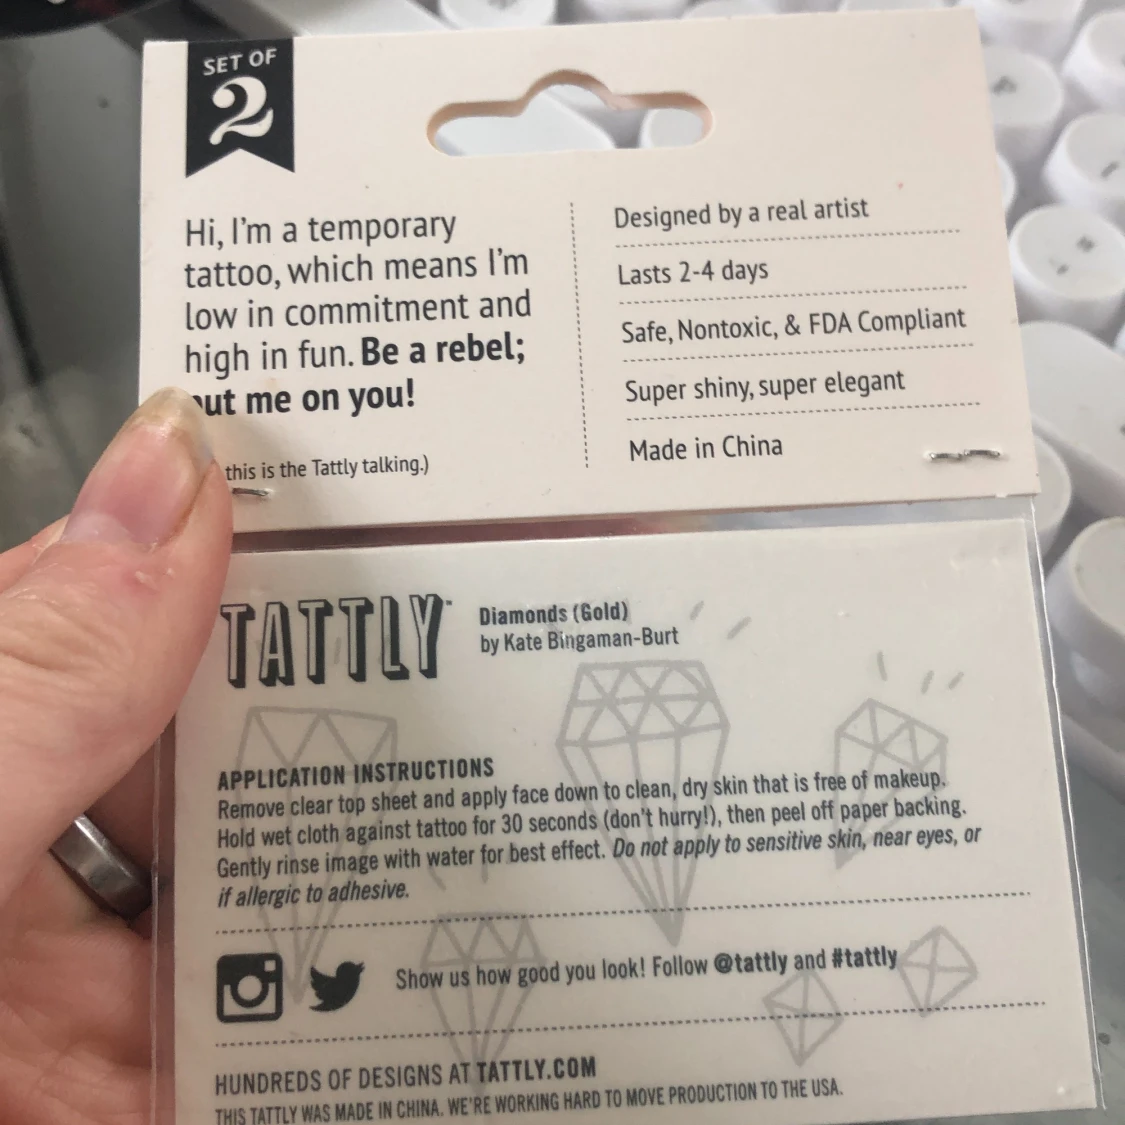 SET OF
2
Hi, I'm a temporary
tattoo, which means I'm
low in commitment and
high in fun. Be a rebel;
me on you!
this is the Tattly talking.)
Designed by a real artist
Lasts 2-4 days
Safe, Nontoxic, & FDA Compliant
Super shiny, super elegant
Made in China
TATTLY™
Diamonds (Gold)
by Kate Bingaman-Burt
APPLICATION INSTRUCTIONS
Remove clear top sheet and apply face down to clean, dry skin that is free of makeup.
Hold wet cloth against tattoo for 30 seconds (don't hurry!), then peel off paper backing.
Gently rinse image with water for best effect. Do not apply to sensitive skin, near eyes, or
if allergic to adhesive.
Show us how good you look! Follow @tattly and #tattly
HUNDREDS OF DESIGNS AT TATTLY.COM
THIS TATTLY WAS MADE IN CHINA. WE'RE WORKING HARD TO MOVE PRODUCTION TO THE USA.